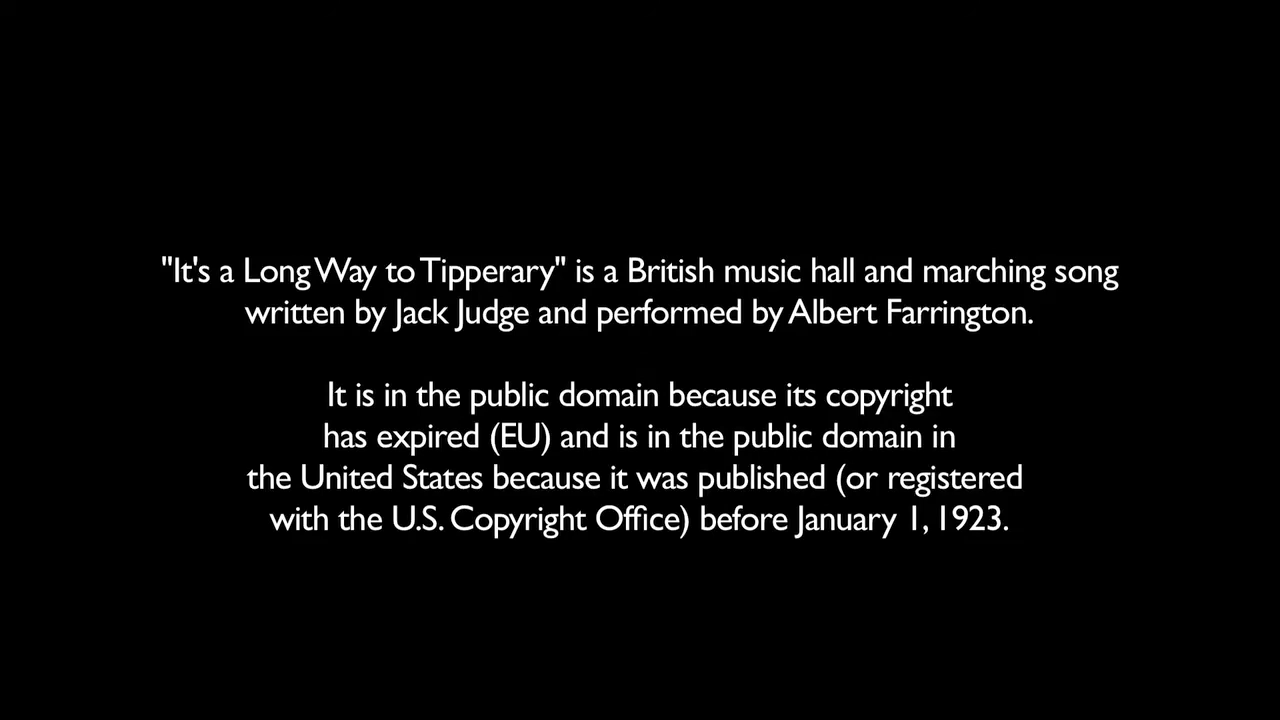 "It's a Long Way to Tipperary" is a British music hall and marching song
written by Jack Judge and performed by Albert Farrington.
It is in the public domain because its copyright
has expired (EU) and is in the public domain in
the United States because it was published (or registered
with the U.S. Copyright Office) before January 1, 1923.